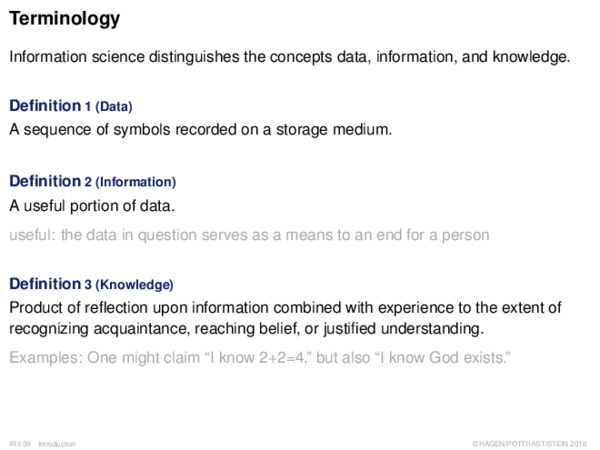 Terminology
Information science distinguishes the concepts data, information, and knowledge.
Definition 1 (Data)
A sequence of symbols recorded on a storage medium.
Definition 2 (Information)
A useful portion of data.
useful: the data in question serves as a means to an end for a person
Definition 3 (Knowledge)
Product of reflection upon information combined with experience to the extent of
recognizing acquaintance, reaching belief, or justified understanding.
Examples: One might claim “I know 2+2=4,” but also “I know God exists.”
IR:I-39 Introduction
©HAGEN/POTTHAST/STEIN 2018